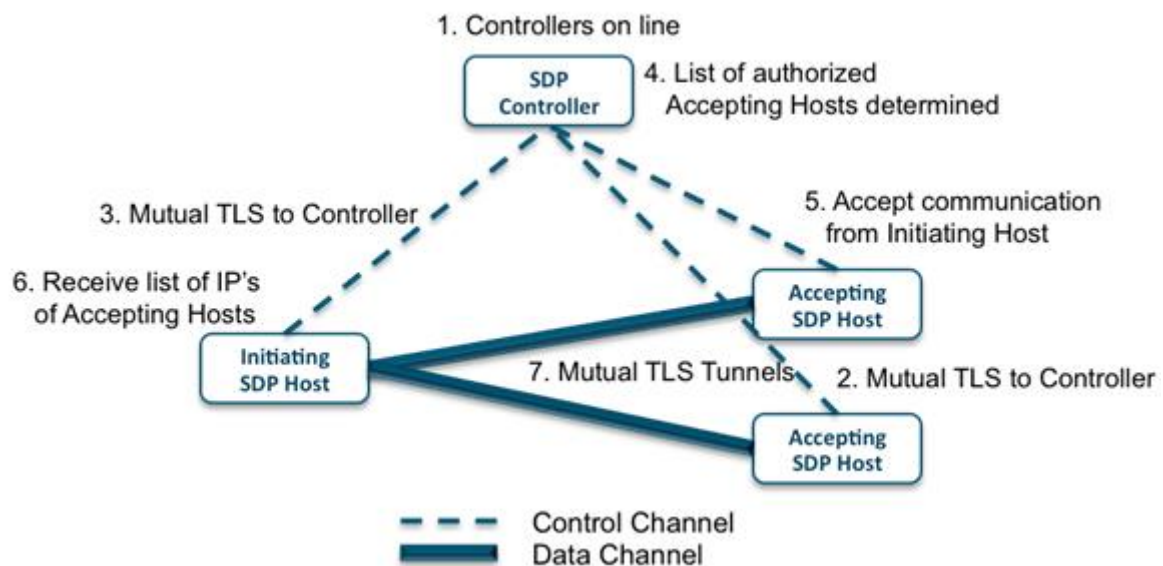 1. Controllers on line
SDP
Controller
4. List of authorized
Accepting Hosts determined
3. Mutual TLS to Controller
5. Accept communication
from Initiating Host
6. Receive list of IP's
of Accepting Hosts
Accepting
SDP Host
Initiating
SDP Host
7. Mutual TLS Tunnels
2. Mutual TLS to Controller
Accepting
SDP Host
Control Channel
Data Channel